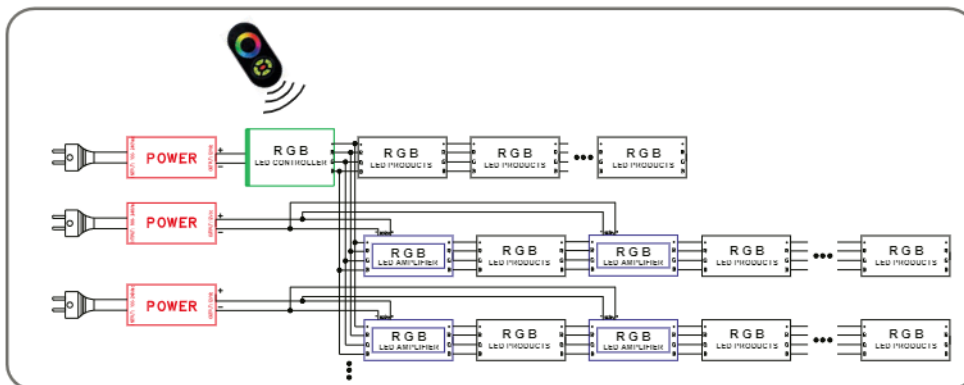 POWER
+
-
RGB
LED CONTROLLER
RGB
LED PRODUCTS
RGB
LED PRODUCTS
RGB
LED PRODUCTS
POWER
+
-
RGB
LED AMPLIFIER
RGB
LED PRODUCTS
RGB
LED AMPLIFIER
RGB
LED PRODUCTS
RGB
LED PRODUCTS
POWER
+
-
RGB
LED AMPLIFIER
RGB
LED PRODUCTS
RGB
LED AMPLIFIER
RGB
LED PRODUCTS
RGB
LED PRODUCTS